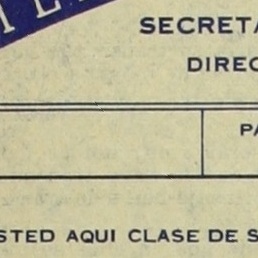 SECRETA
DIREC
PA
STED AQUI CLASE DE S